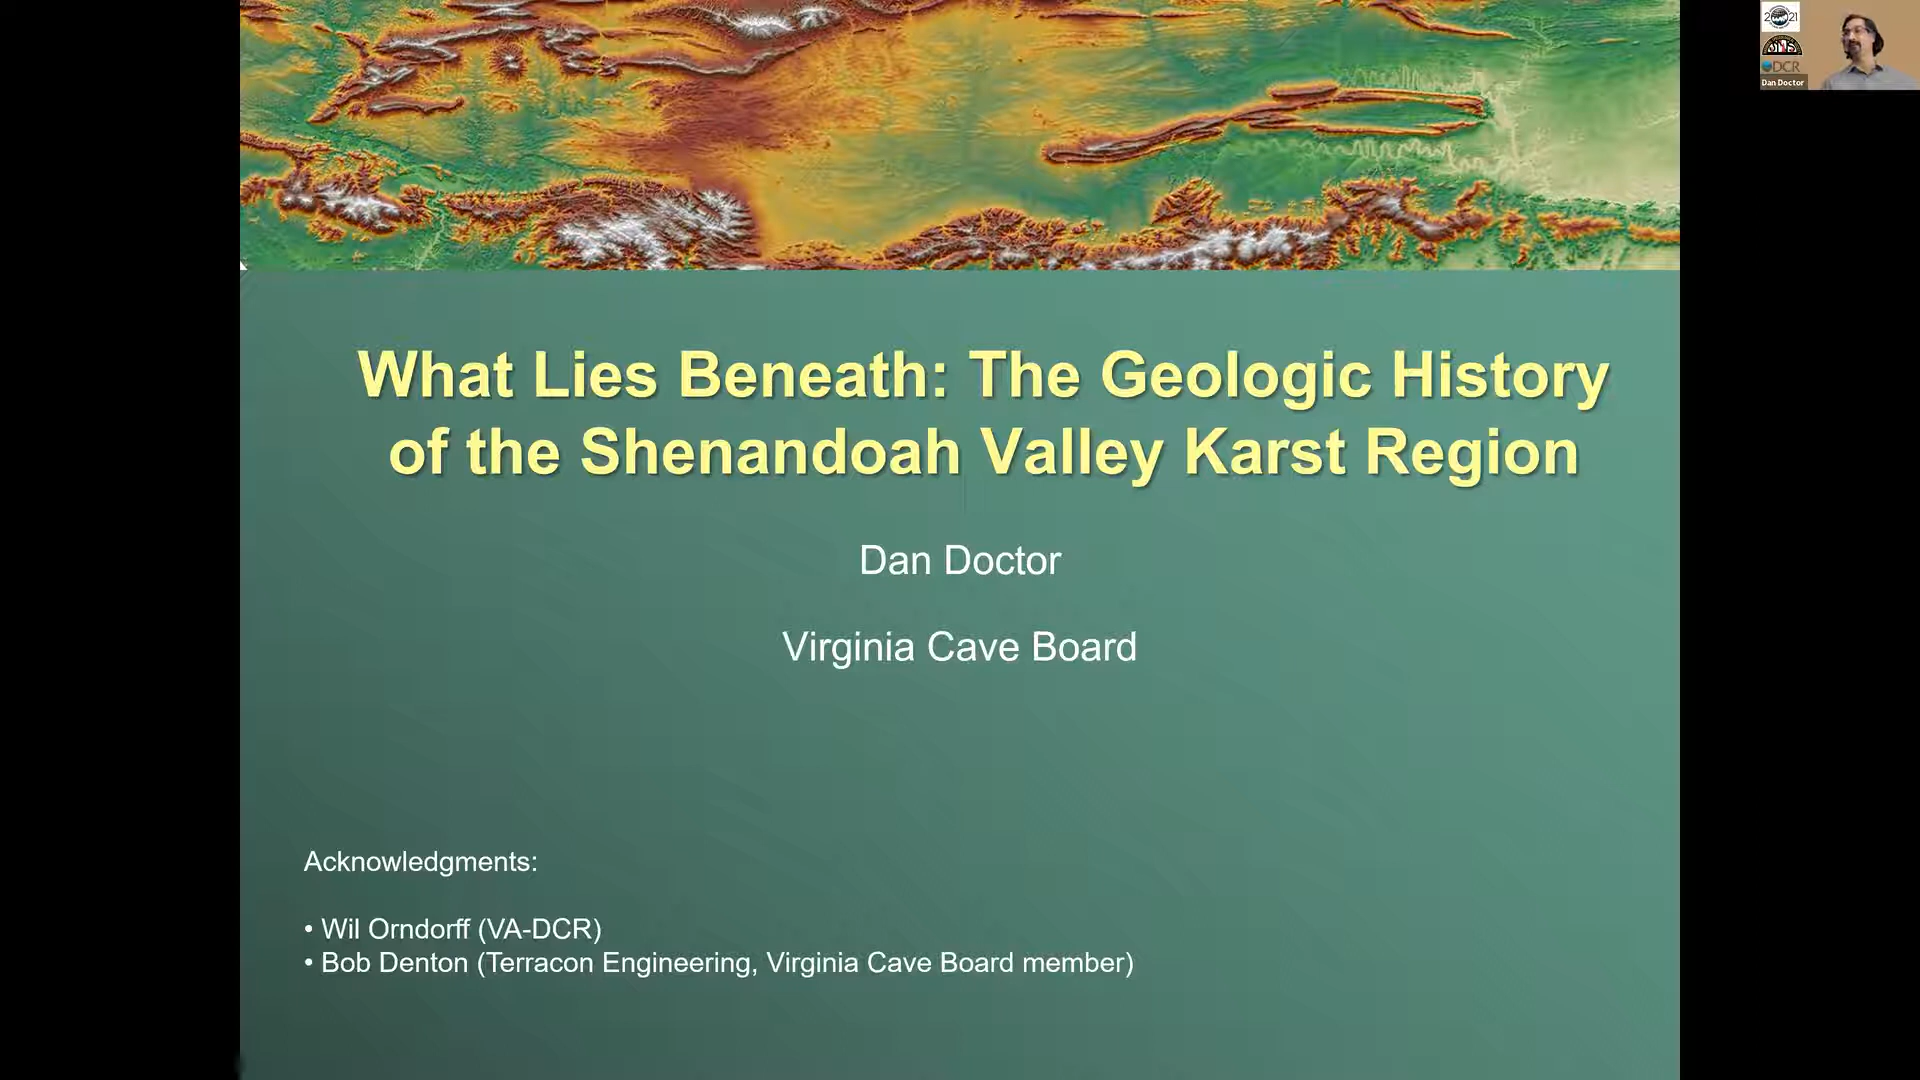 What Lies Beneath: The Geologic History
of the Shenandoah Valley Karst Region
Dan Doctor
Virginia Cave Board
Acknowledgments:
• Wil Orndorff (VA-DCR)
• Bob Denton (Terracon Engineering, Virginia Cave Board member)
2021
DCR
Dan Doctor